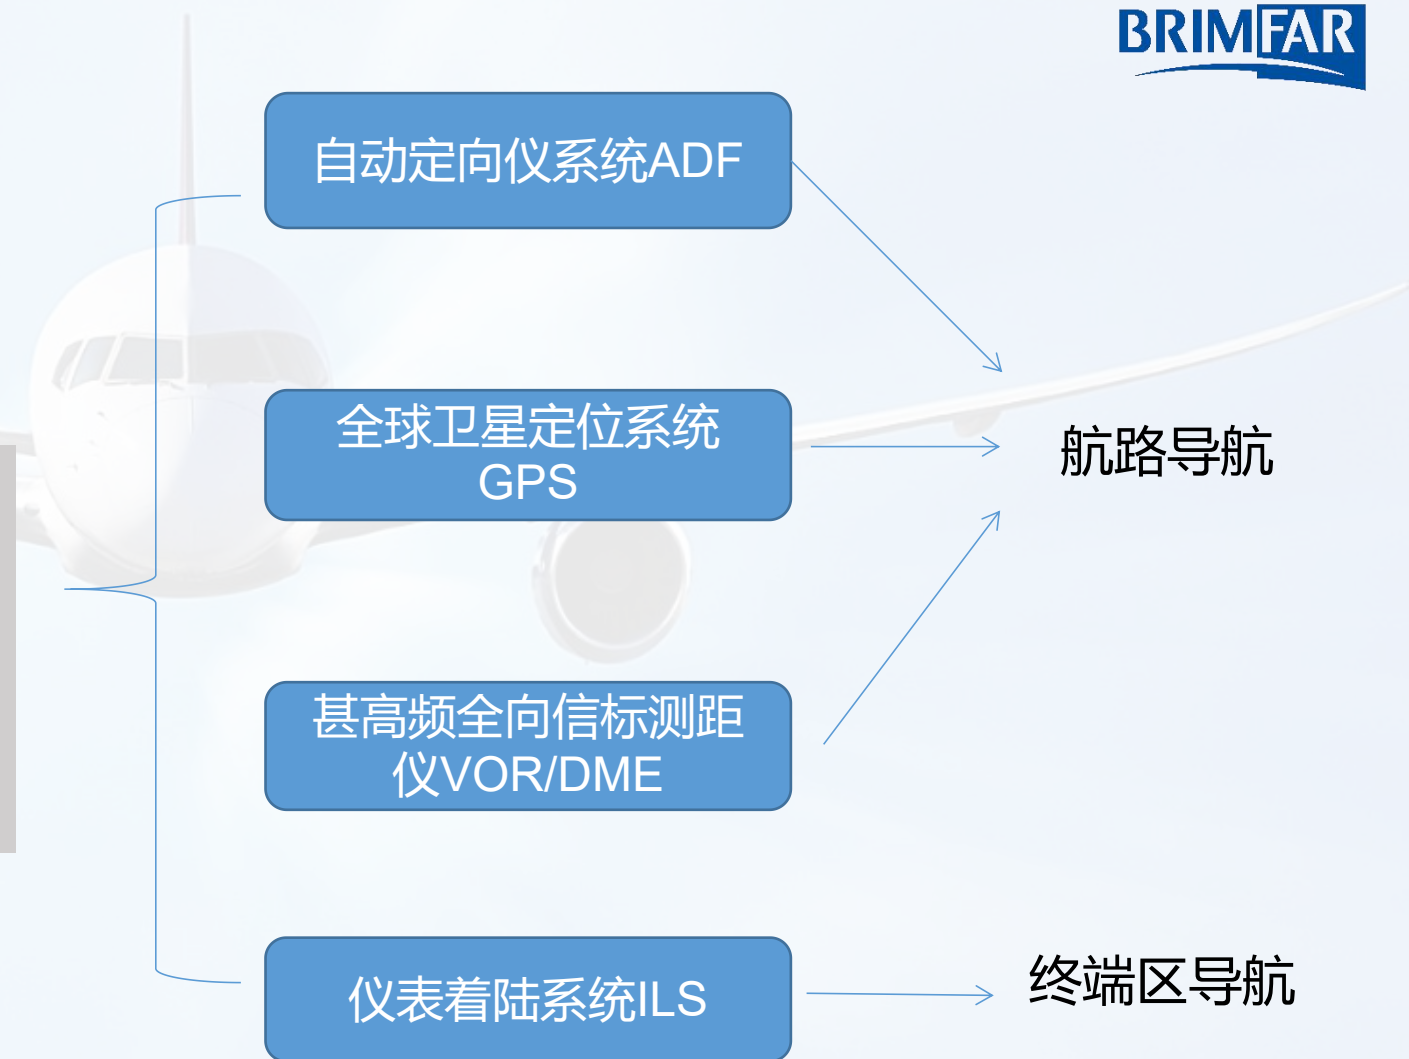 BRIMFAR
自动定向仪系统ADF
全球卫星定位系统
GPS
航路导航
甚高频全向信标测距
仪VOR/DME
仪表着陆系统ILS
终端区导航